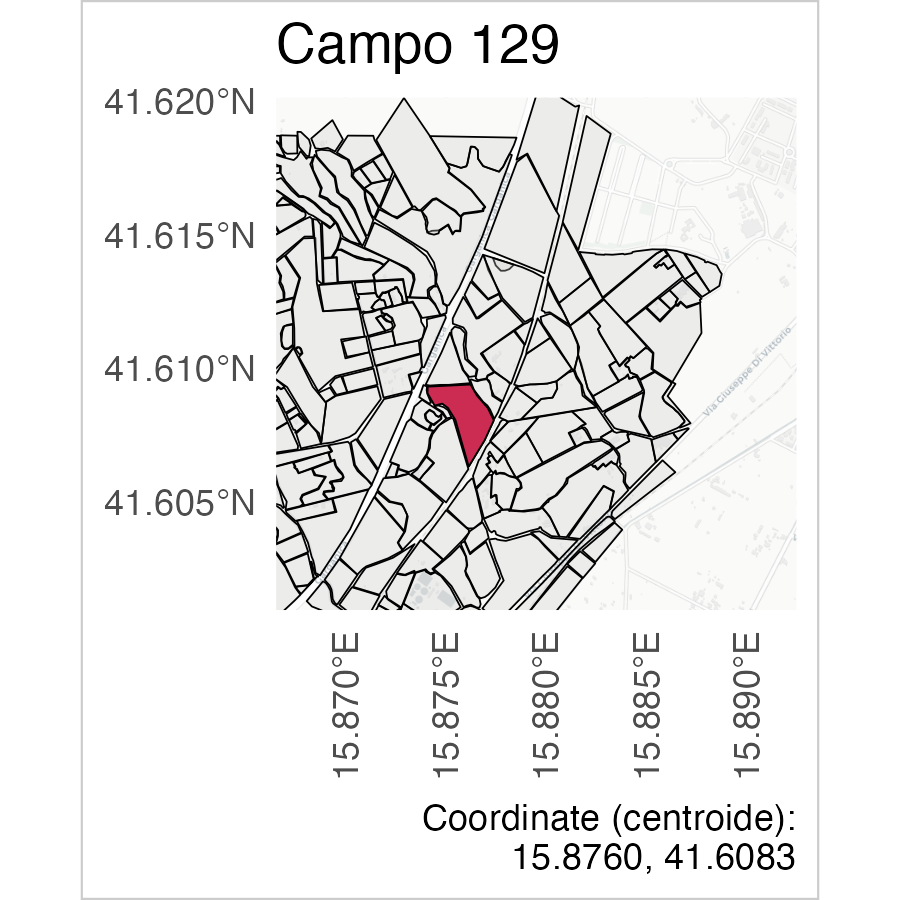 Campo 129
41.620°N
41.615°N
41.610°N
41.605°N
Via Giuseppe Di Vittorio
15.870°E
15.875°E
15.880°E
15.885°E
15.890°E
Coordinate (centroide):
15.8760, 41.6083